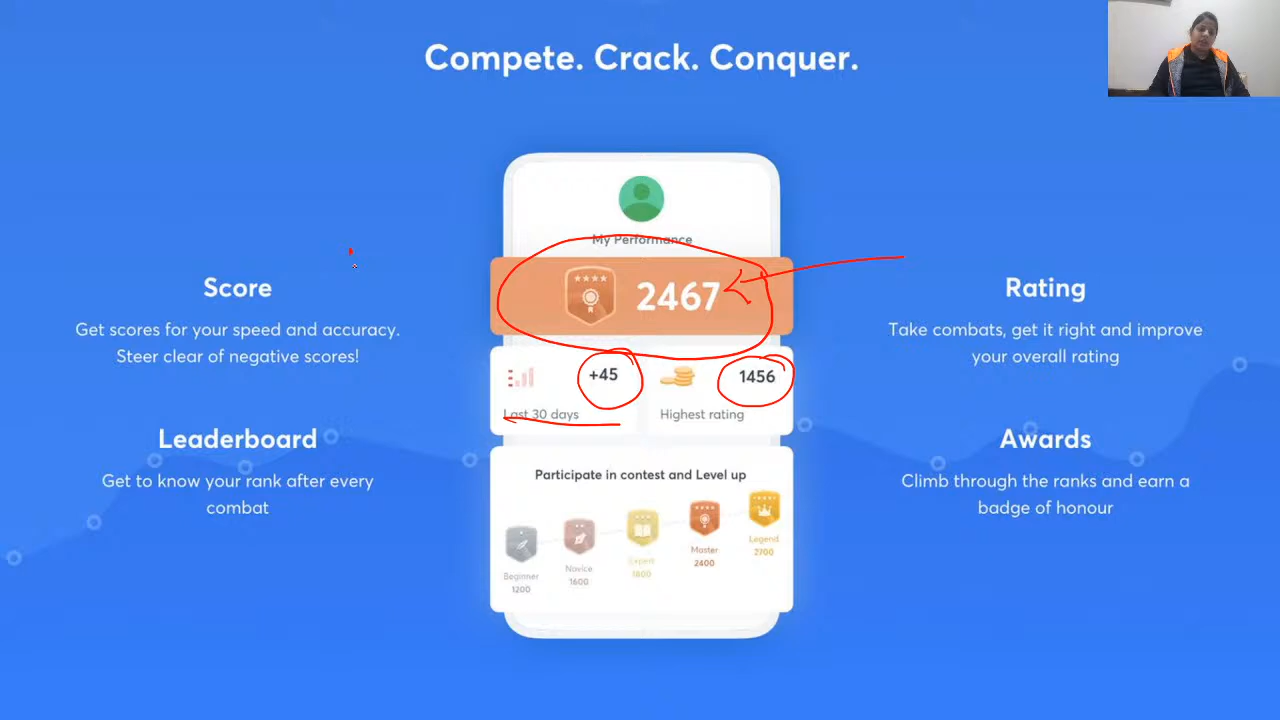 Compete. Crack. Conquer.
My Performance
2467
+45
Last 30 days
1456
Highest rating
Participate in contest and Level up
Beginner
1200
Novice
1600
Expert
1800
Master
2400
Legend
2700
Score
Get scores for your speed and accuracy.
Steer clear of negative scores!
Leaderboard
Get to know your rank after every
combat
Rating
Take combats, get it right and improve
your overall rating
Awards
Climb through the ranks and earn a
badge of honour